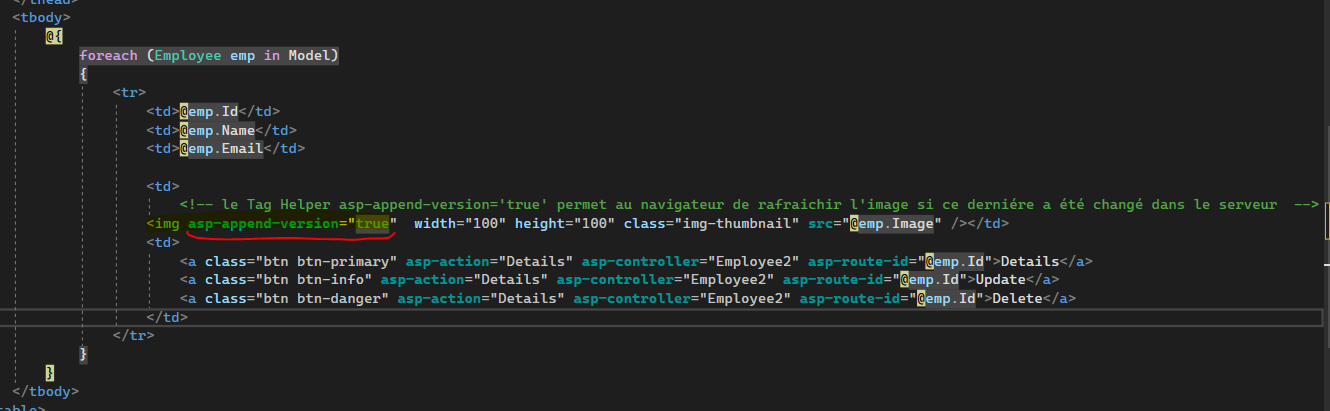 </thead>
<tbody>
@{
foreach (Employee emp in Model)
{
<tr>
<td>@emp.Id</td>
<td>@emp.Name</td>
<td>@emp.Email</td>
<td>
<!-- le Tag Helper asp-append-version='true' permet au navigateur de rafraichir l'image si ce derniére a été changé dans le serveur -->
<img asp-append-version="true" width="100" height="100" class="img-thumbnail" src="@emp.Image" /></td>
<td>
<a class="btn btn-primary" asp-action="Details" asp-controller="Employee2" asp-route-id="@emp.Id">Details</a>
<a class="btn btn-info" asp-action="Details" asp-controller="Employee2" asp-route-id="@emp.Id">Update</a>
<a class="btn btn-danger" asp-action="Details" asp-controller="Employee2" asp-route-id="@emp.Id">Delete</a>
</td>
</tr>
}
}
</tbody>
table>